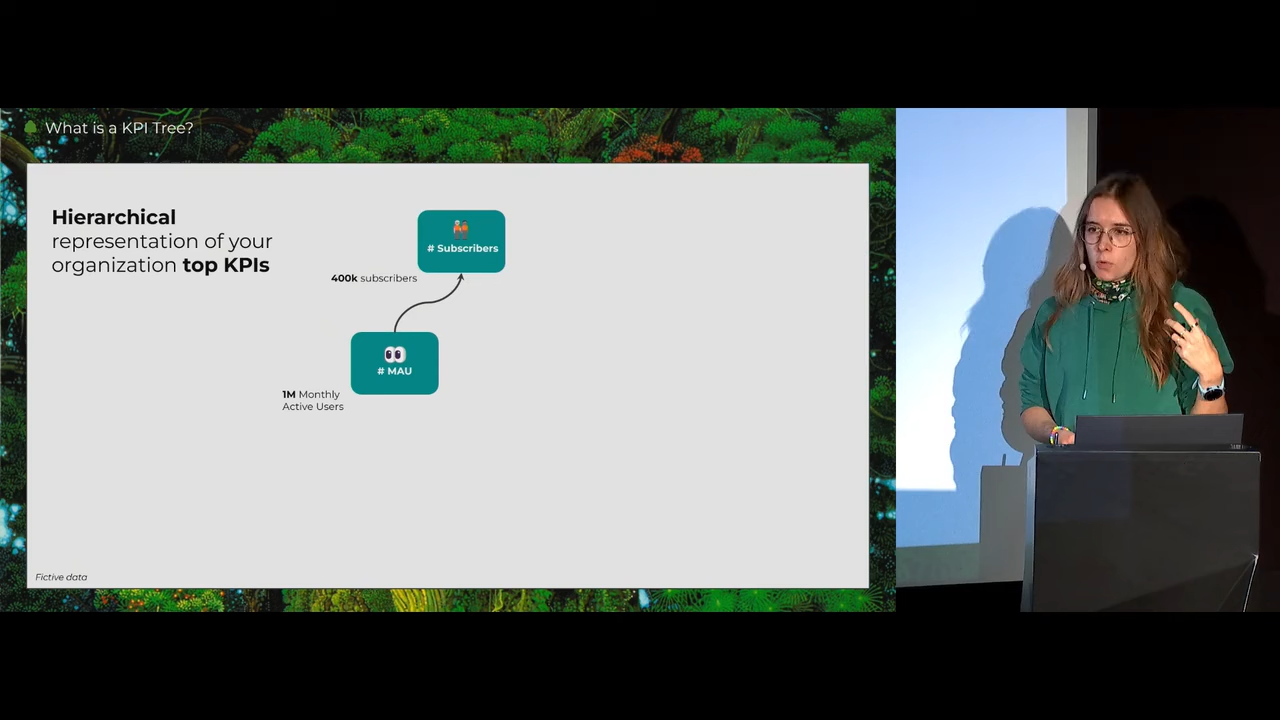 What is a KPI Tree?
Hierarchical
representation of your
organization top KPIs
# Subscribers
400k subscribers
# MAU
1M Monthly
Active Users
Fictive data